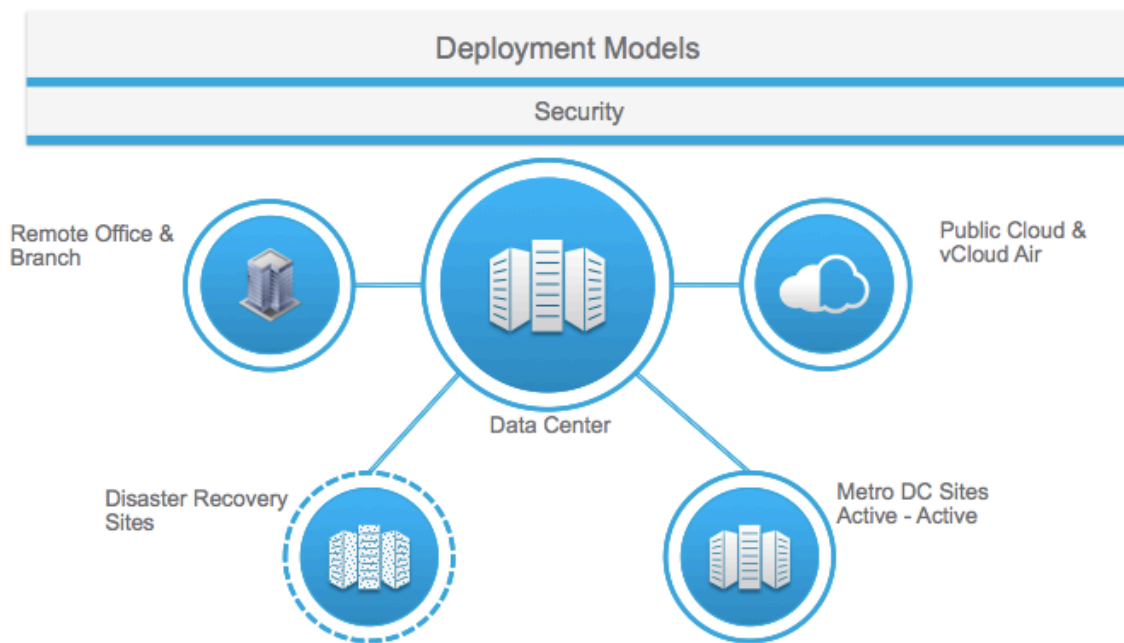 Deployment Models
Security
Remote Office &
Branch
Public Cloud &
vCloud Air
Data Center
Disaster Recovery
Sites
Metro DC Sites
Active - Active